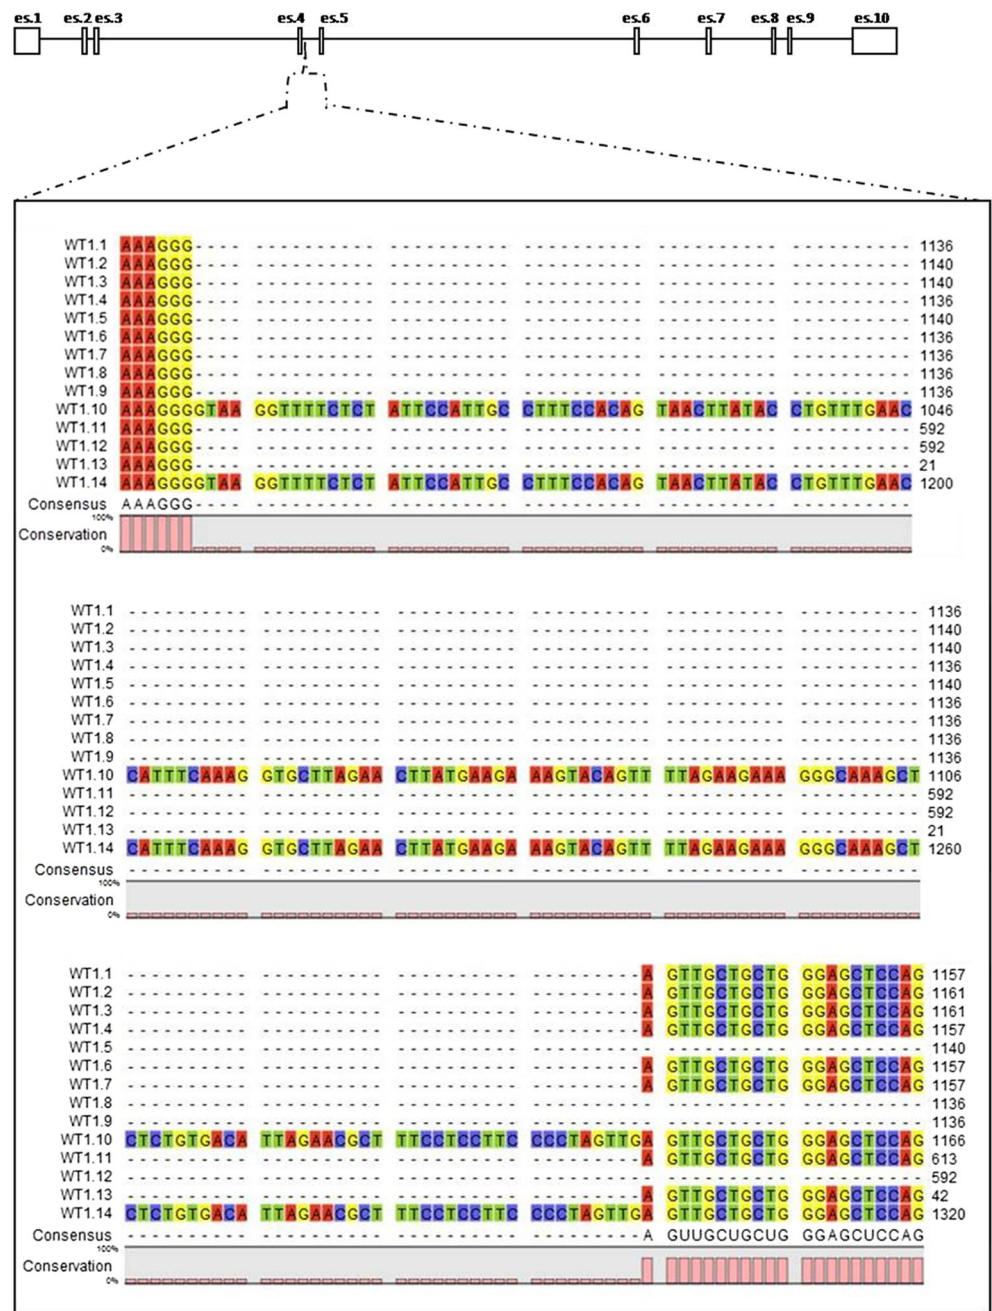 es.1 es.2 es.3 es.4 es.5 es.6 es.7 es.8 es.9 es.10
WT1.1 AAAGGG---- ---------- ---------- ---------- ---------- ---------- 1136
WT1.2 AAAGGG---- ---------- ---------- ---------- ---------- ---------- 1140
WT1.3 AAAGGG---- ---------- ---------- ---------- ---------- ---------- 1140
WT1.4 AAAGGG---- ---------- ---------- ---------- ---------- ---------- 1136
WT1.5 AAAGGG---- ---------- ---------- ---------- ---------- ---------- 1140
WT1.6 AAAGGG---- ---------- ---------- ---------- ---------- ---------- 1136
WT1.7 AAAGGG---- ---------- ---------- ---------- ---------- ---------- 1136
WT1.8 AAAGGG---- ---------- ---------- ---------- ---------- ---------- 1136
WT1.9 AAAGGG---- ---------- ---------- ---------- ---------- ---------- 1136
WT1.10 AAAGGGGTAA GGTTTTCTCT ATTCCATTGC CTTTCCACAG TAACTTATAC CTGTTTGAAC 1046
WT1.11 AAAGGG---- ---------- ---------- ---------- ---------- ---------- 592
WT1.12 AAAGGG---- ---------- ---------- ---------- ---------- ---------- 592
WT1.13 AAAGGG---- ---------- ---------- ---------- ---------- ---------- 21
WT1.14 AAAGGGGTAA GGTTTTCTCT ATTCCATTGC CTTTCCACAG TAACTTATAC CTGTTTGAAC 1200
Consensus AAAGGG---- ---------- ---------- ---------- ---------- ----------
100%
Conservation
0%
WT1.1 ---------- ---------- ---------- ---------- ---------- ---------- 1136
WT1.2 ---------- ---------- ---------- ---------- ---------- ---------- 1140
WT1.3 ---------- ---------- ---------- ---------- ---------- ---------- 1140
WT1.4 ---------- ---------- ---------- ---------- ---------- ---------- 1136
WT1.5 ---------- ---------- ---------- ---------- ---------- ---------- 1140
WT1.6 ---------- ---------- ---------- ---------- ---------- ---------- 1136
WT1.7 ---------- ---------- ---------- ---------- ---------- ---------- 1136
WT1.8 ---------- ---------- ---------- ---------- ---------- ---------- 1136
WT1.9 ---------- ---------- ---------- ---------- ---------- ---------- 1136
WT1.10 CATTTCAAAG GTGCTTAGAA CTTATGAAGA AAGTACAGTT TTAGAAGAAA GGGCAAAGCT 1106
WT1.11 ---------- ---------- ---------- ---------- ---------- ---------- 592
WT1.12 ---------- ---------- ---------- ---------- ---------- ---------- 592
WT1.13 ---------- ---------- ---------- ---------- ---------- ---------- 21
WT1.14 CATTTCAAAG GTGCTTAGAA CTTATGAAGA AAGTACAGTT TTAGAAGAAA GGGCAAAGCT 1260
Consensus ---------- ---------- ---------- ---------- ---------- ----------
100%
Conservation
0%
WT1.1 ---------- ---------- ---------- ---------A GTTGCTGCTG GGAGCTCCAG 1157
WT1.2 ---------- ---------- ---------- ---------A GTTGCTGCTG GGAGCTCCAG 1161
WT1.3 ---------- ---------- ---------- ---------A GTTGCTGCTG GGAGCTCCAG 1161
WT1.4 ---------- ---------- ---------- ---------A GTTGCTGCTG GGAGCTCCAG 1157
WT1.5 ---------- ---------- ---------- ---------- ---------- ---------- 1140
WT1.6 ---------- ---------- ---------- ---------A GTTGCTGCTG GGAGCTCCAG 1157
WT1.7 ---------- ---------- ---------- ---------A GTTGCTGCTG GGAGCTCCAG 1157
WT1.8 ---------- ---------- ---------- ---------- ---------- ---------- 1136
WT1.9 ---------- ---------- ---------- ---------- ---------- ---------- 1136
WT1.10 CTCTGTGACA TTAGAACGCT TTCCTCCTTC CCCTAGTTGA GTTGCTGCTG GGAGCTCCAG 1166
WT1.11 ---------- ---------- ---------- ---------A GTTGCTGCTG GGAGCTCCAG 613
WT1.12 ---------- ---------- ---------- ---------- ---------- ---------- 592
WT1.13 ---------- ---------- ---------- ---------A GTTGCTGCTG GGAGCTCCAG 42
WT1.14 CTCTGTGACA TTAGAACGCT TTCCTCCTTC CCCTAGTTGA GTTGCTGCTG GGAGCTCCAG 1320
Consensus ---------- ---------- ---------- ---------A GUUGCUGCUG GGAGCUCCAG
100%
Conservation
0%